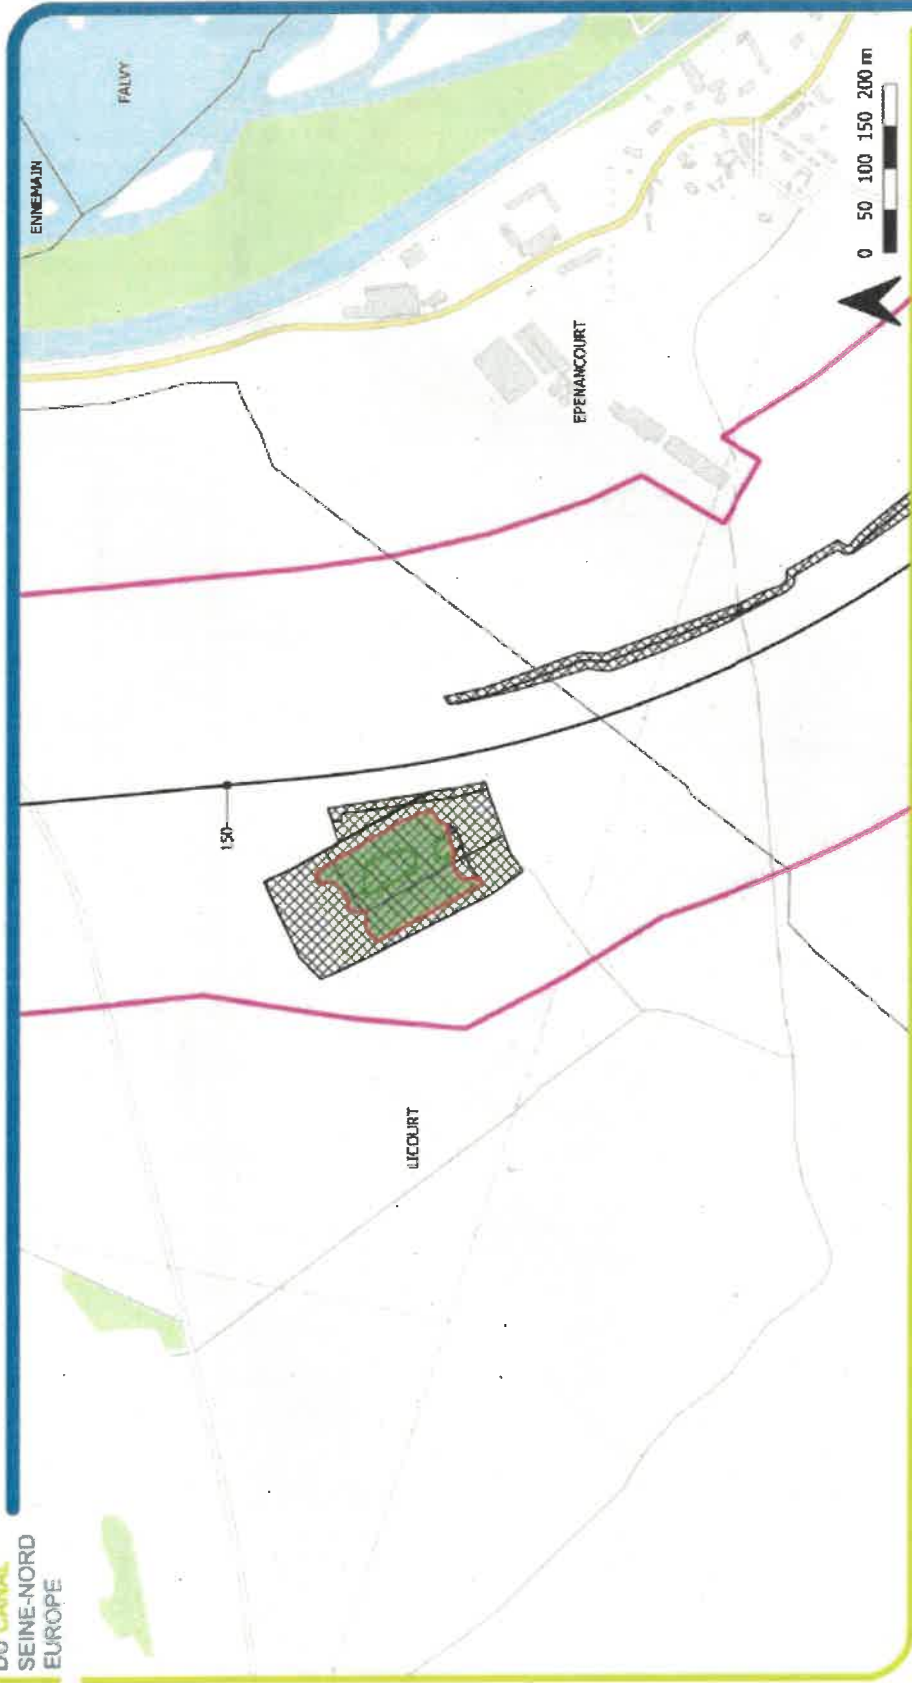 DU CANAL
SEINE-NORD
EUROPE
ENNEMAIN
FALVY
150
EPENANCOURT
LICOURT
0 50 100 150 200 m